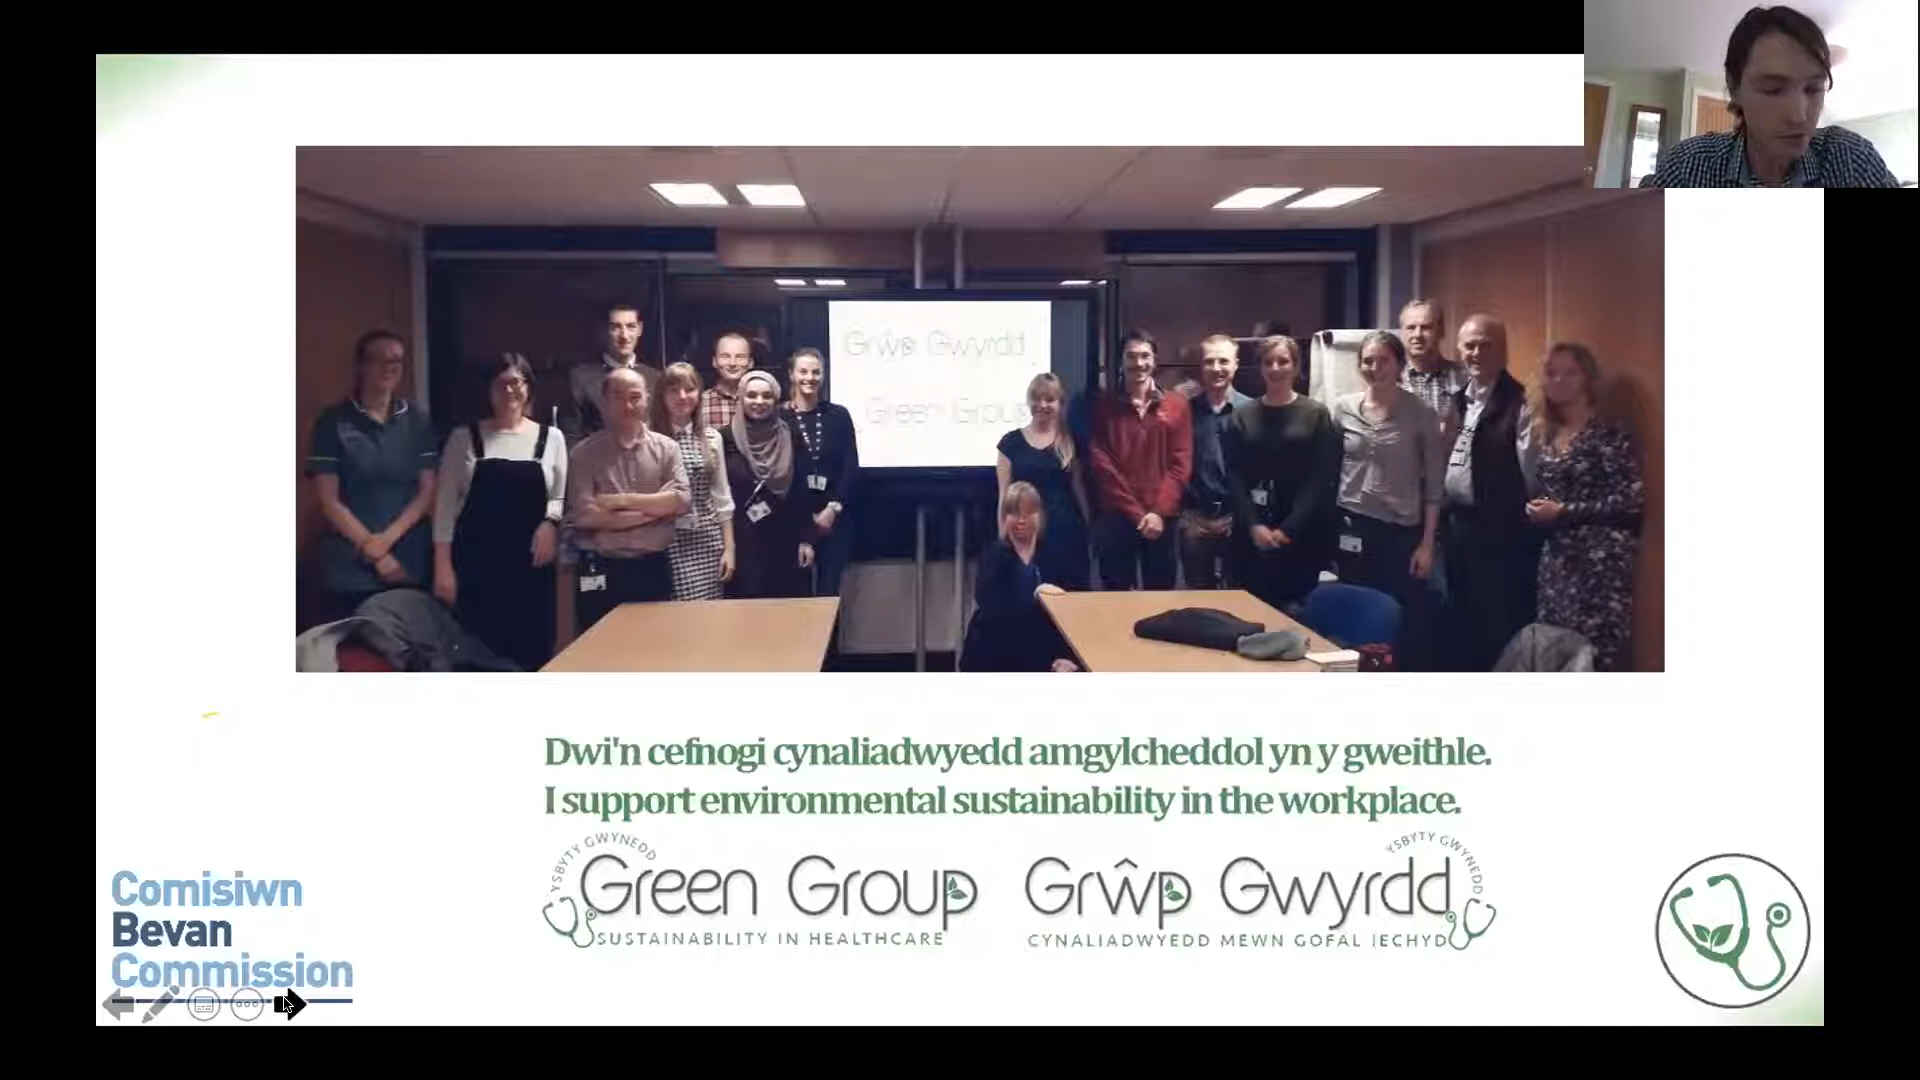 Grŵp Gwyrdd
Green Group
Dwi'n cefnogi cynaliadwyedd amgylcheddol yn y gweithle.
I support environmental sustainability in the workplace.
YSBYTY GWYNEDD
Green Group
SUSTAINABILITY IN HEALTHCARE
YSBYTY GWYNEDD
Grŵp Gwyrdd
CYNALIADWYEDD MEWN GOFAL IECHYD
Comisiwn
Bevan
Commission